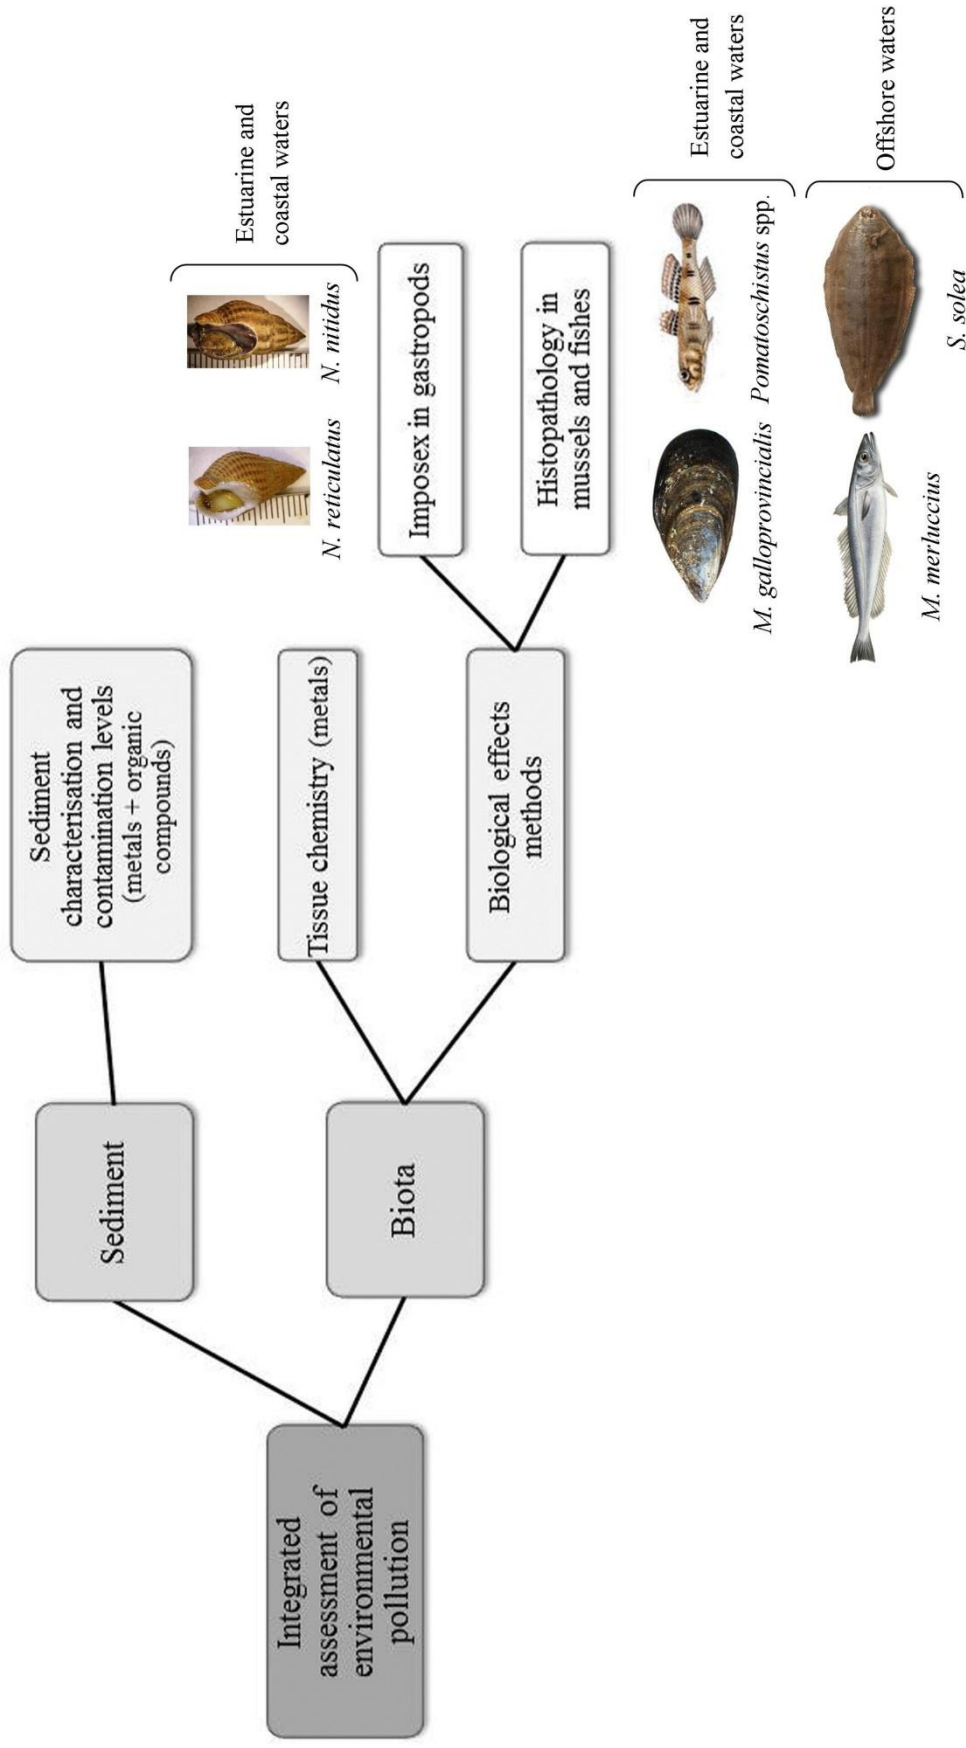 Integrated
assessment of
environmental
pollution
Sediment
Biota
Sediment
characterisation and
contamination levels
(metals + organic
compounds)
Tissue chemistry (metals)
Biological effects
methods
Imposex in gastropods
Histopathology in
mussels and fishes
N. reticulatus
N. nitidus
Estuarine and
coastal waters
M. galloprovincialis
Pomatoschistus spp.
Estuarine and
coastal waters
M. merluccius
S. solea
Offshore waters